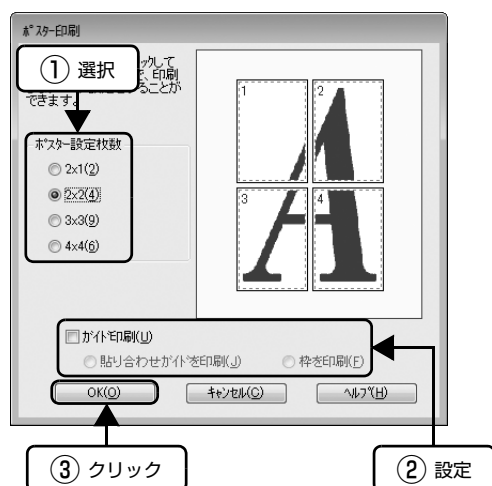 ポスター印刷
① 選択
ックして
で、印刷
ることが
できます。
ポスター設定枚数
2x1(2)
2x2(4)
3x3(9)
4x4(6)
1
2
3
4
ガイド印刷(U)
貼り合わせガイドを印刷(J)
枠を印刷(F)
OK(O)
キャンセル(C)
ヘルプ(H)
③ クリック
② 設定